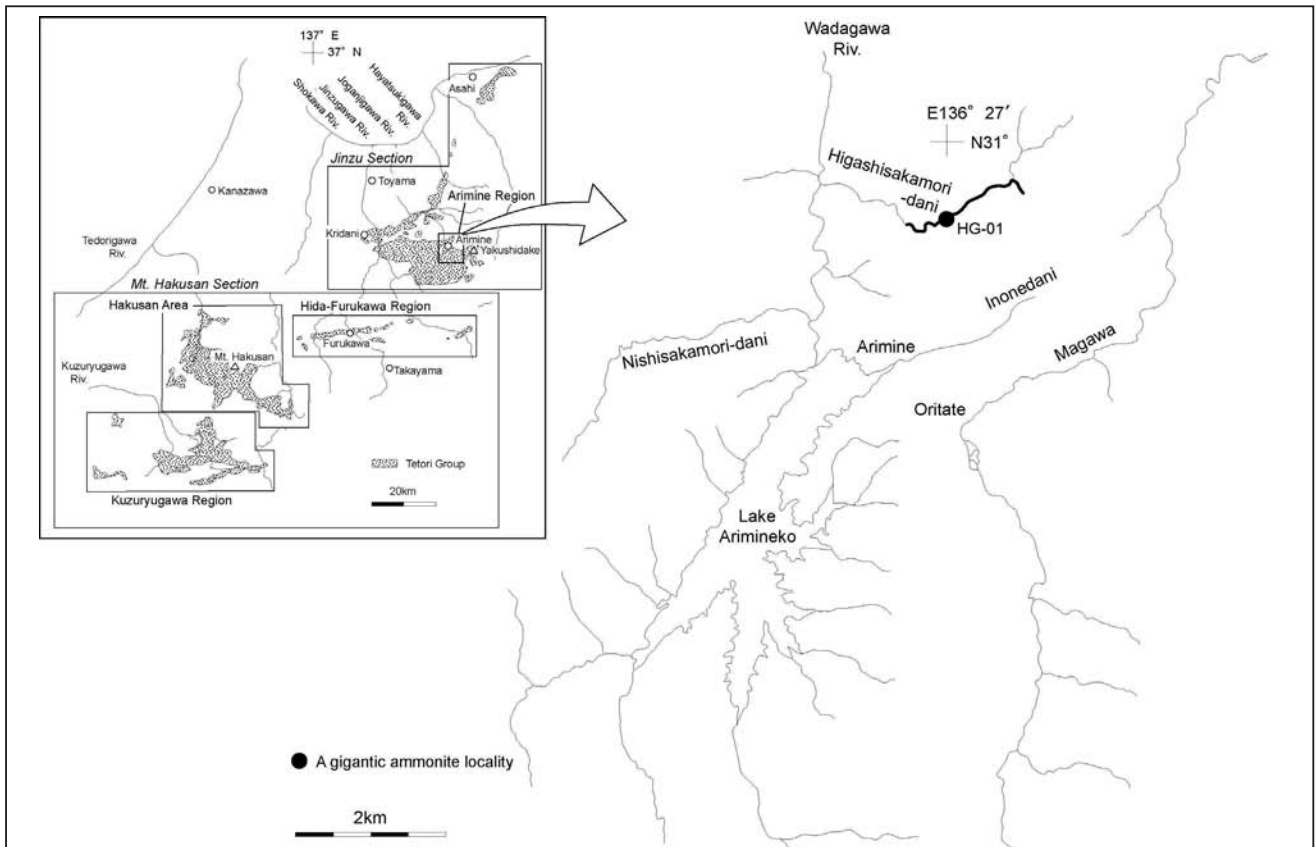 137° E
37° N
Hayatsukigawa Riv.
Joganjigawa Riv.
Jinzugawa Riv.
Shokawa Riv.
Asahi
Jinzu Section
Toyama
Kanazawa
Arimine Region
Kridani
Arimine
Yakushidake
Tedorigawa
Riv.
Mt. Hakusan Section
Hakusan Area
Hida-Furukawa Region
Furukawa
Mt. Hakusan
Kuzuryugawa
Riv.
Takayama
Tetori Group
20km
Kuzuryugawa Region
Wadagawa
Riv.
E136° 27′
N31°
Higashisakamori
-dani
HG-01
Inonedani
Nishisakamori-dani
Arimine
Magawa
Oritate
Lake
Arimineko
A gigantic ammonite locality
2km